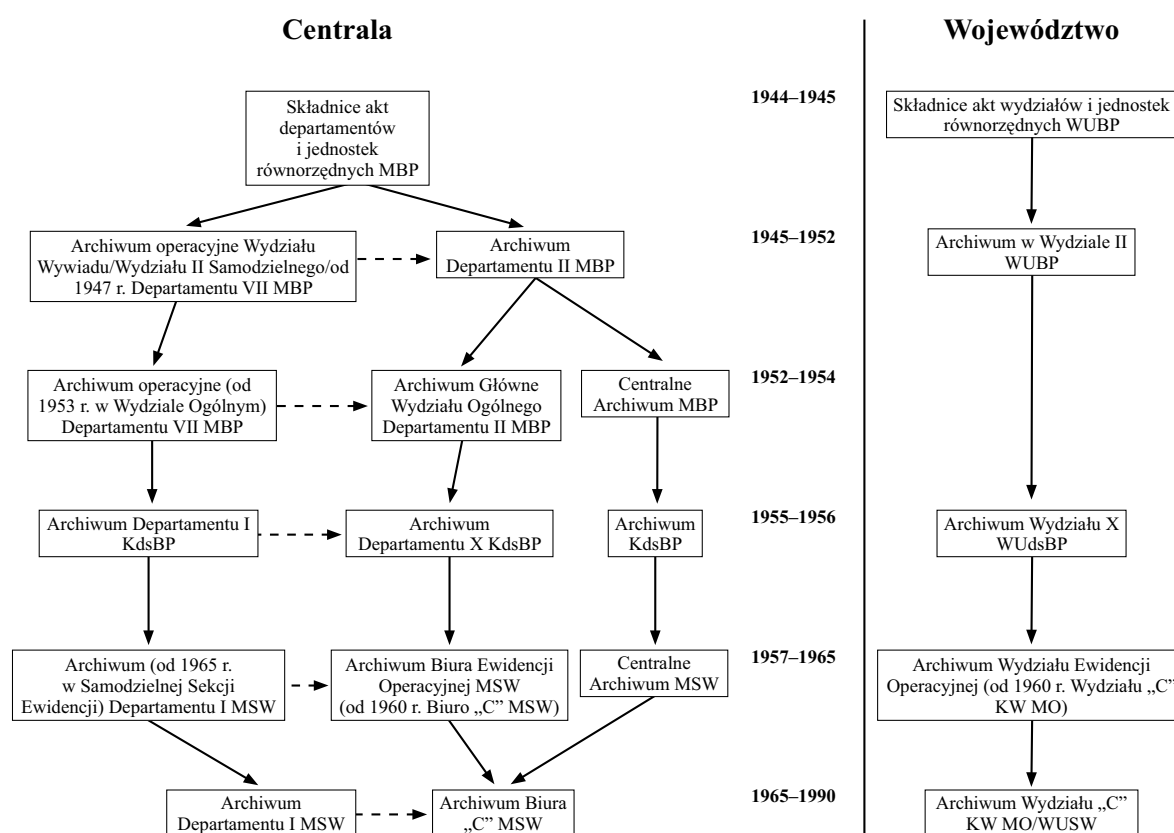 Centrala
Województwo
1944–1945
Składnice akt
departamentów
i jednostek
równorzędnych MBP
Składnice akt wydziałów i jednostek
równorzędnych WUBP
1945–1952
Archiwum operacyjne Wydziału
Wywiadu/Wydziału II Samodzielnego/od
1947 r. Departamentu VII MBP
Archiwum
Departamentu II MBP
Archiwum w Wydziale II
WUBP
1952–1954
Archiwum operacyjne (od
1953 r. w Wydziale Ogólnym)
Departamentu VII MBP
Archiwum Główne
Wydziału Ogólnego
Departamentu II MBP
Centralne
Archiwum MBP
1955–1956
Archiwum Departamentu I
KdsBP
Archiwum
Departamentu X KdsBP
Archiwum
KdsBP
Archiwum Wydziału X
WUdsBP
1957–1965
Archiwum (od 1965 r.
w Samodzielnej Sekcji
Ewidencji) Departamentu I MSW
Archiwum Biura Ewidencji
Operacyjnej MSW
(od 1960 r. Biuro „C” MSW)
Centralne
Archiwum MSW
Archiwum Wydziału Ewidencji
Operacyjnej (od 1960 r. Wydziału „C”
KW MO)
1965–1990
Archiwum
Departamentu I MSW
Archiwum Biura
„C” MSW
Archiwum Wydziału „C”
KW MO/WUSW